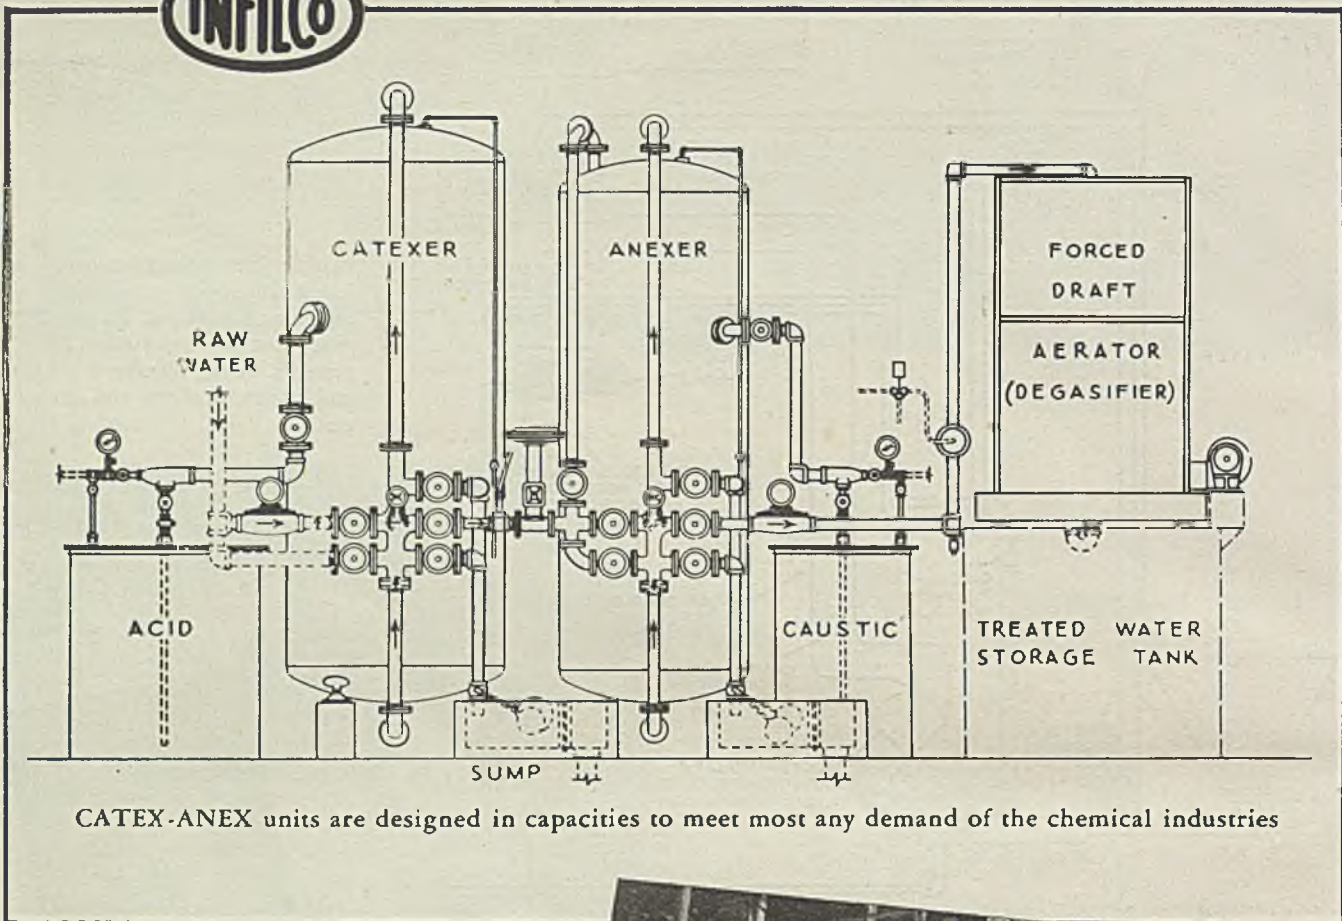 INFILCO
CATEXER
ANEXER
FORCED
DRAFT
AERATOR
(DEGASIFIER)
RAW
WATER
ACID
CAUSTIC
TREATED WATER
STORAGE TANK
SUMP
CATEX-ANEX units are designed in capacities to meet most any demand of the chemical industries